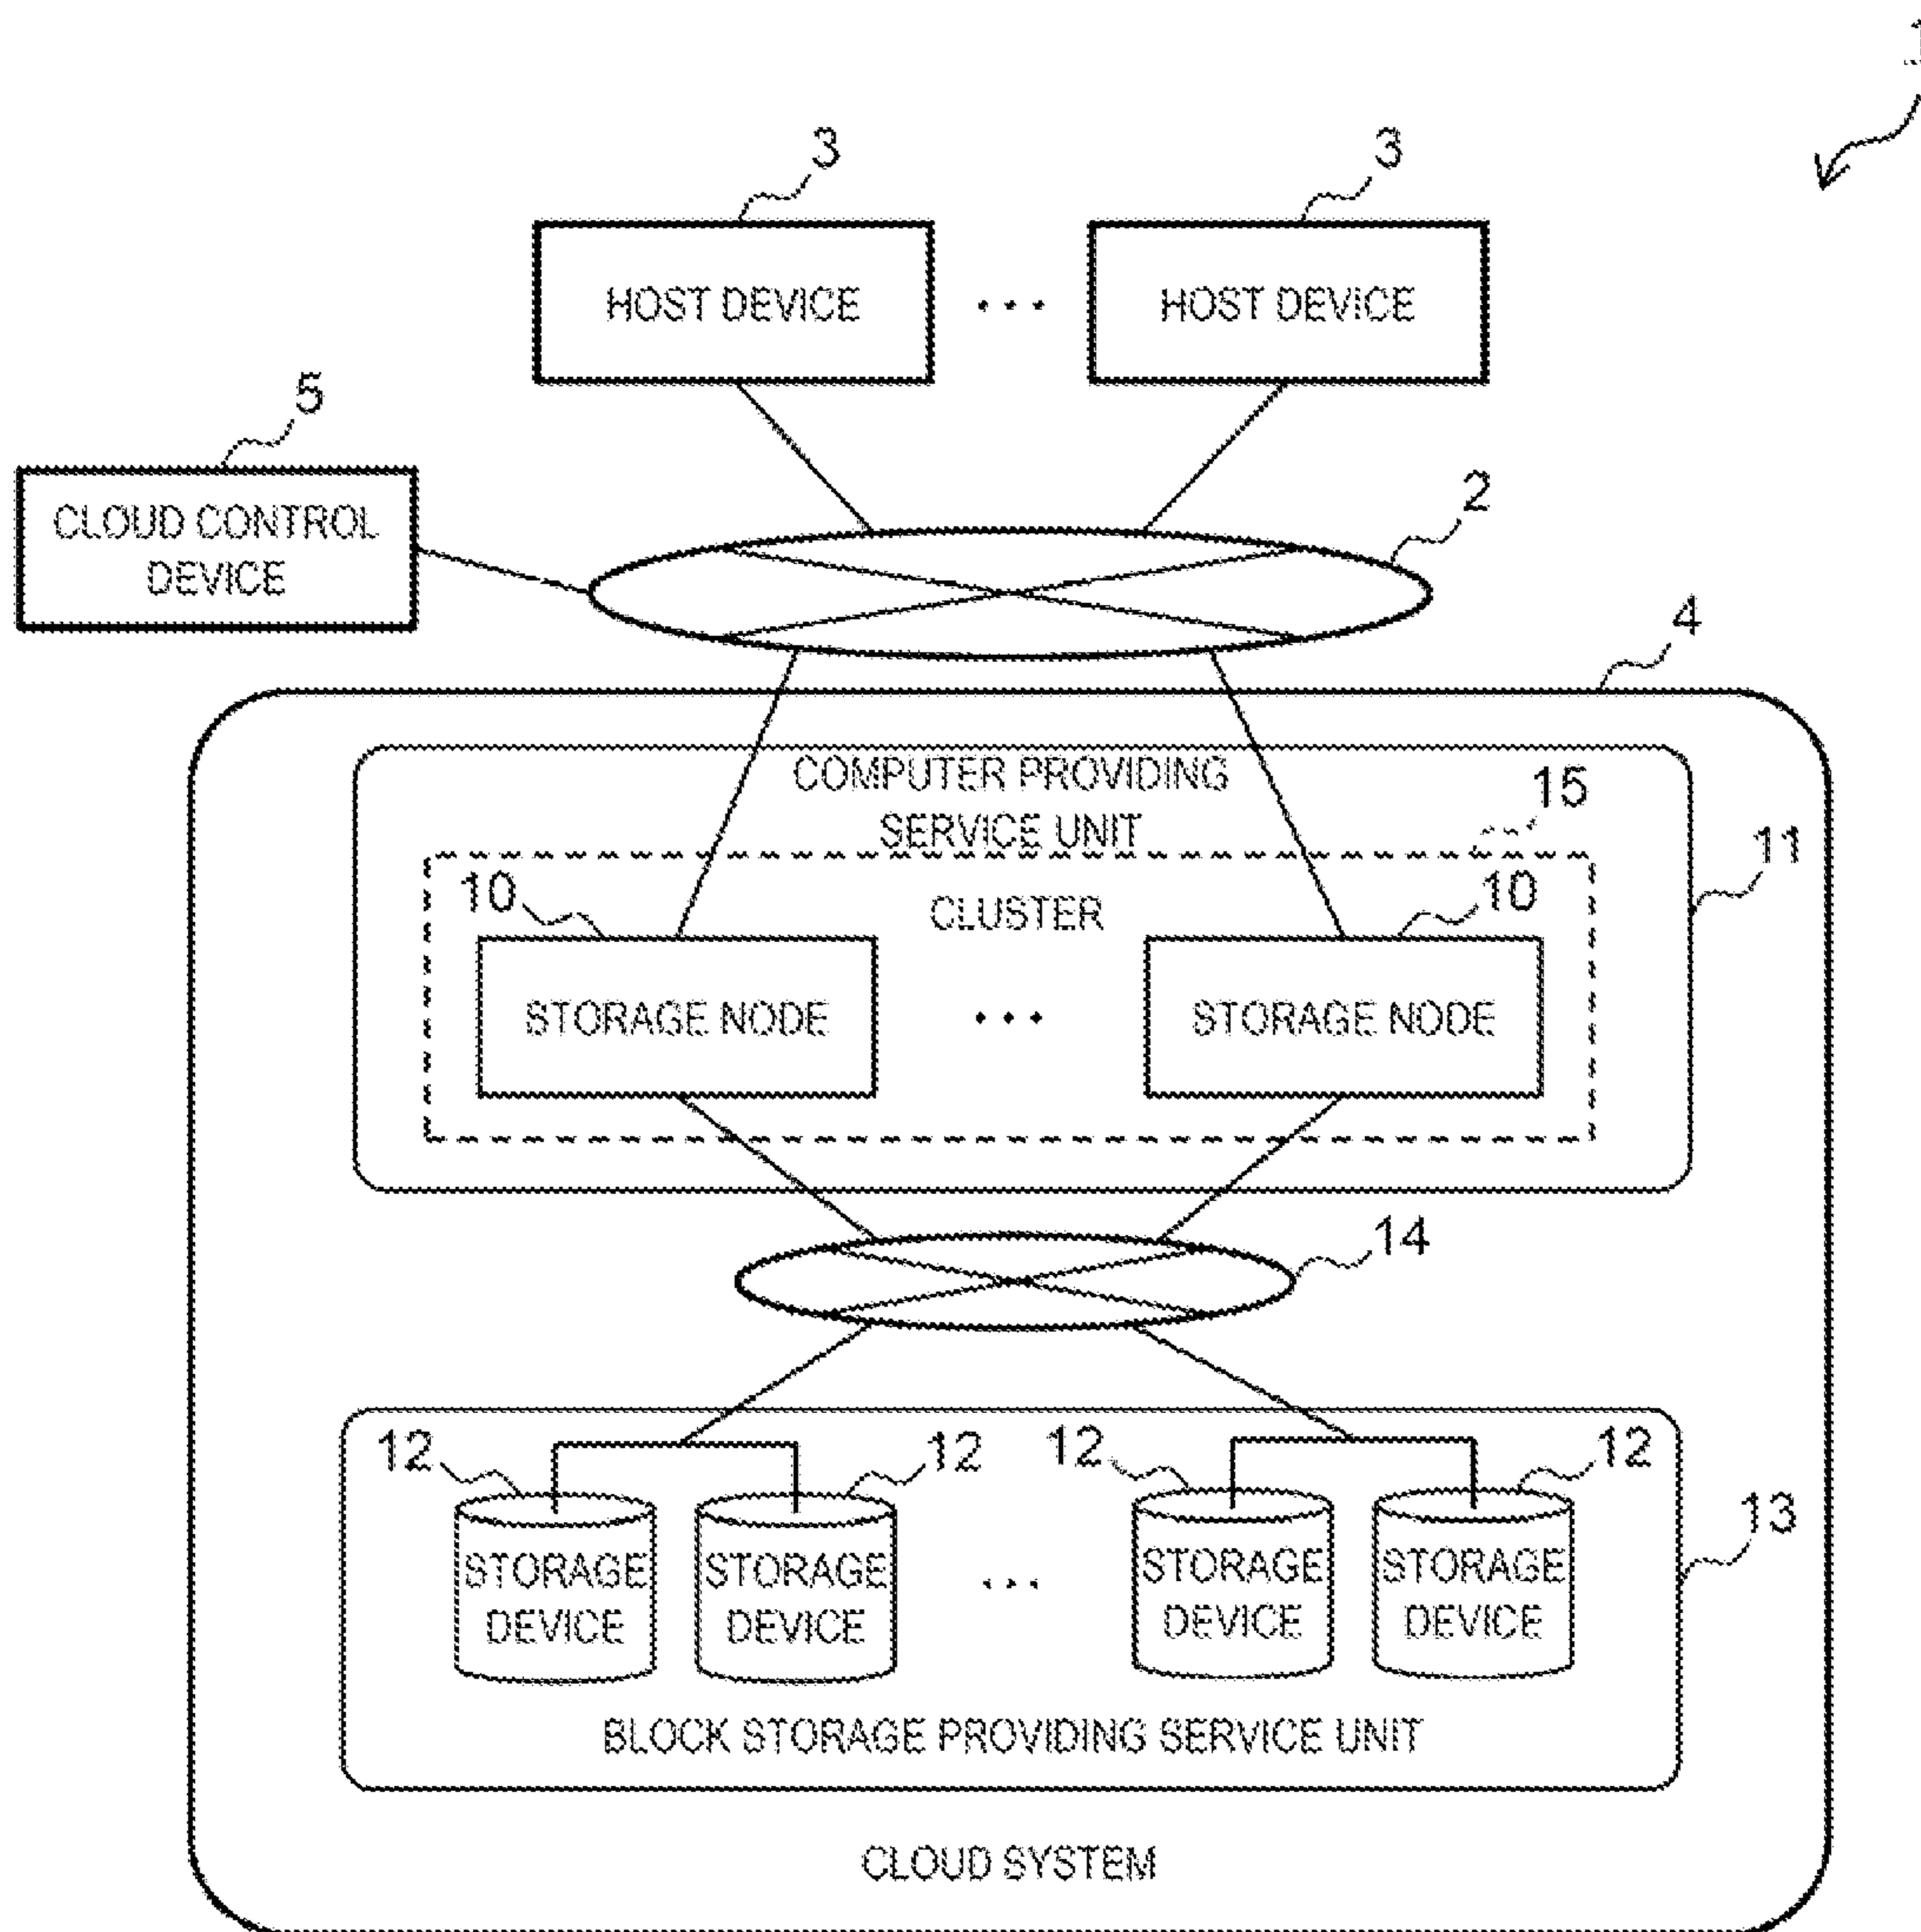 1
3
3
HOST DEVICE
...
HOST DEVICE
5
CLOUD CONTROL
DEVICE
2
4
COMPUTER PROVIDING
SERVICE UNIT
15
11
10
CLUSTER
10
STORAGE NODE
...
STORAGE NODE
14
12
12
12
12
13
STORAGE
DEVICE
STORAGE
DEVICE
...
STORAGE
DEVICE
STORAGE
DEVICE
BLOCK STORAGE PROVIDING SERVICE UNIT
CLOUD SYSTEM